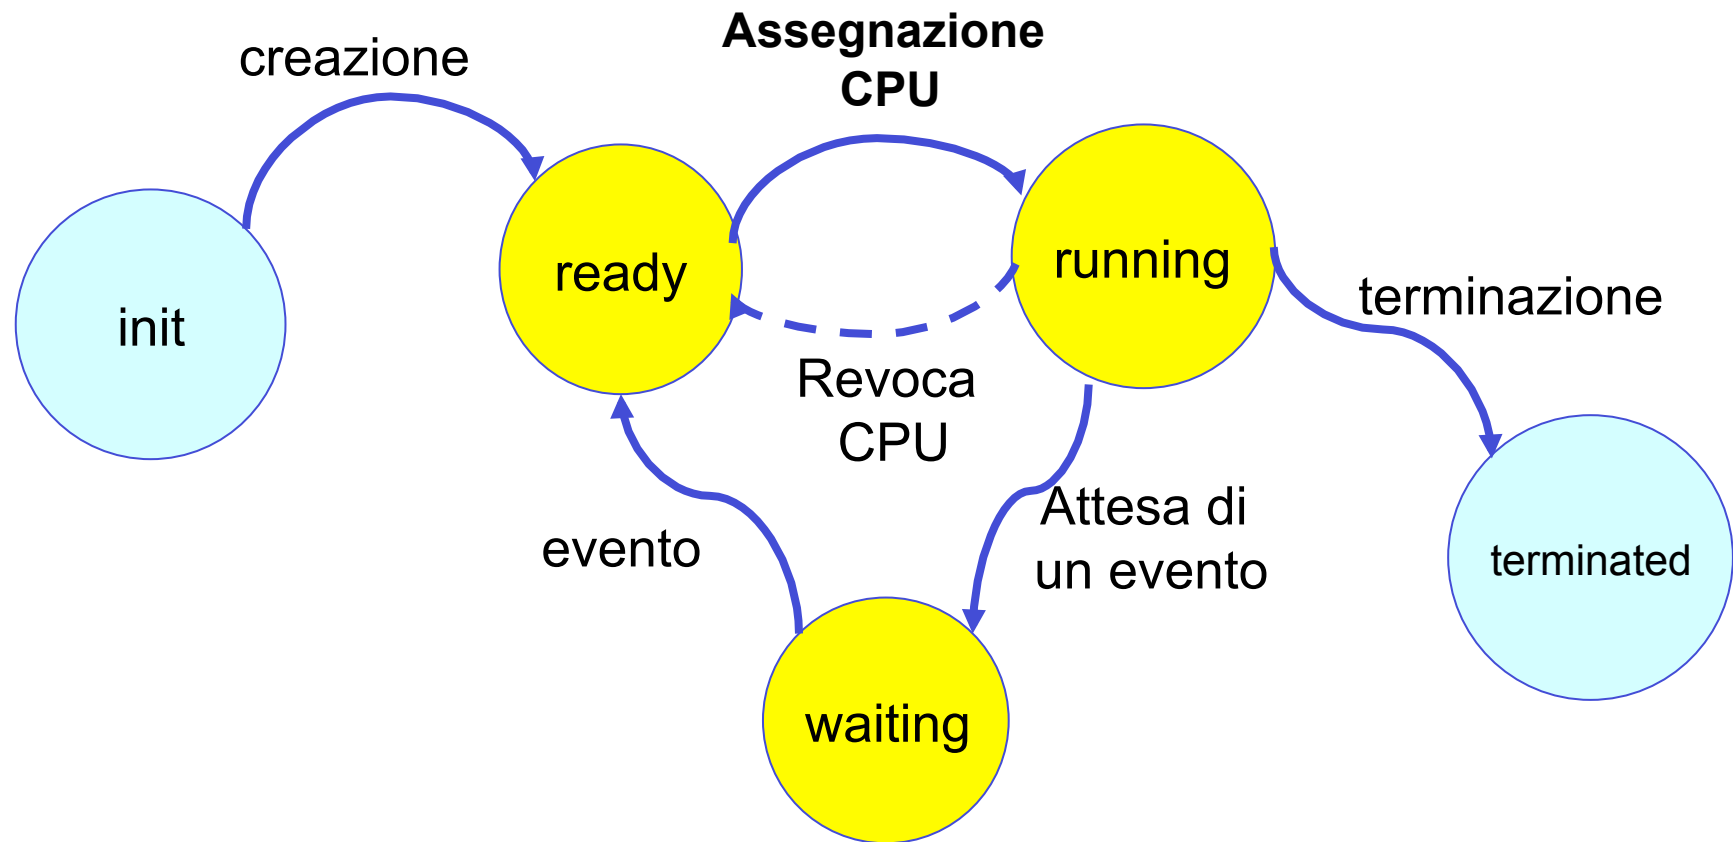 Assegnazione
CPU
creazione
init
ready
running
terminazione
Revoca
CPU
evento
Attesa di
un evento
terminated
waiting